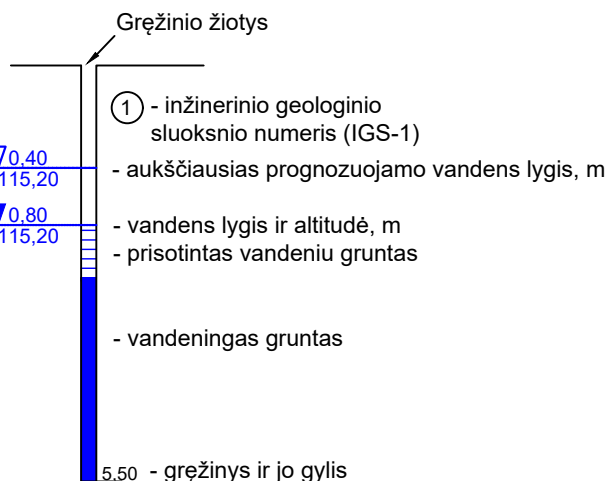 Gręžinio žiotys
1 - inžinerinio geologinio
sluoksnio numeris (IGS-1)
0,40
115,20
- aukščiausias prognozuojamo vandens lygis, m
0,80
115,20
- vandens lygis ir altitudė, m
- prisotintas vandeniu gruntas
- vandeningas gruntas
5,50 - gręžinys ir jo gylis